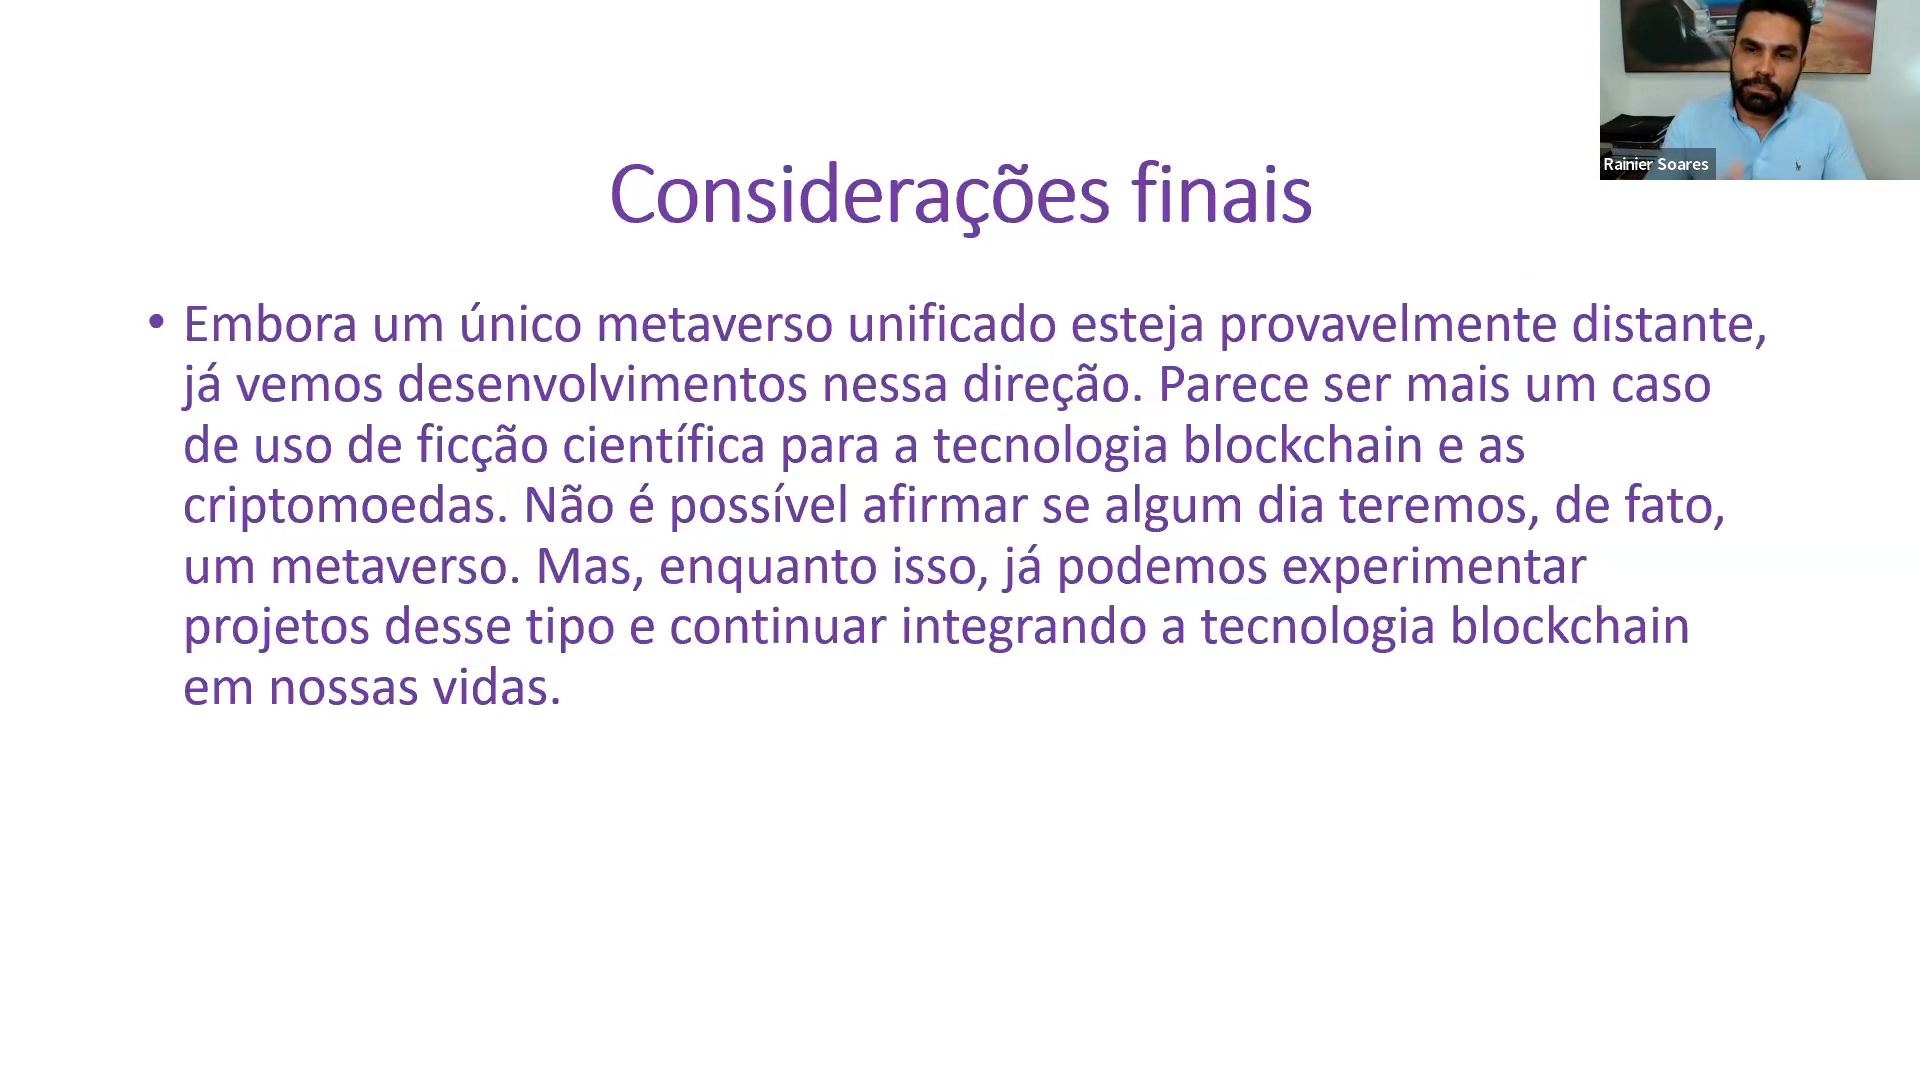 Rainier Soares
Considerações finais
• Embora um único metaverso unificado esteja provavelmente distante,
já vemos desenvolvimentos nessa direção. Parece ser mais um caso
de uso de ficção científica para a tecnologia blockchain e as
criptomoedas. Não é possível afirmar se algum dia teremos, de fato,
um metaverso. Mas, enquanto isso, já podemos experimentar
projetos desse tipo e continuar integrando a tecnologia blockchain
em nossas vidas.